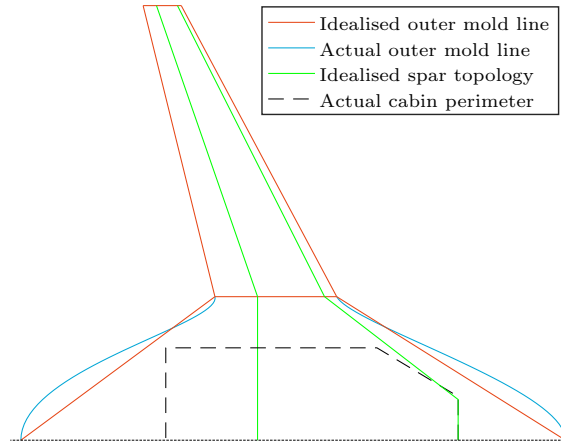 Idealised outer mold line
Actual outer mold line
Idealised spar topology
Actual cabin perimeter